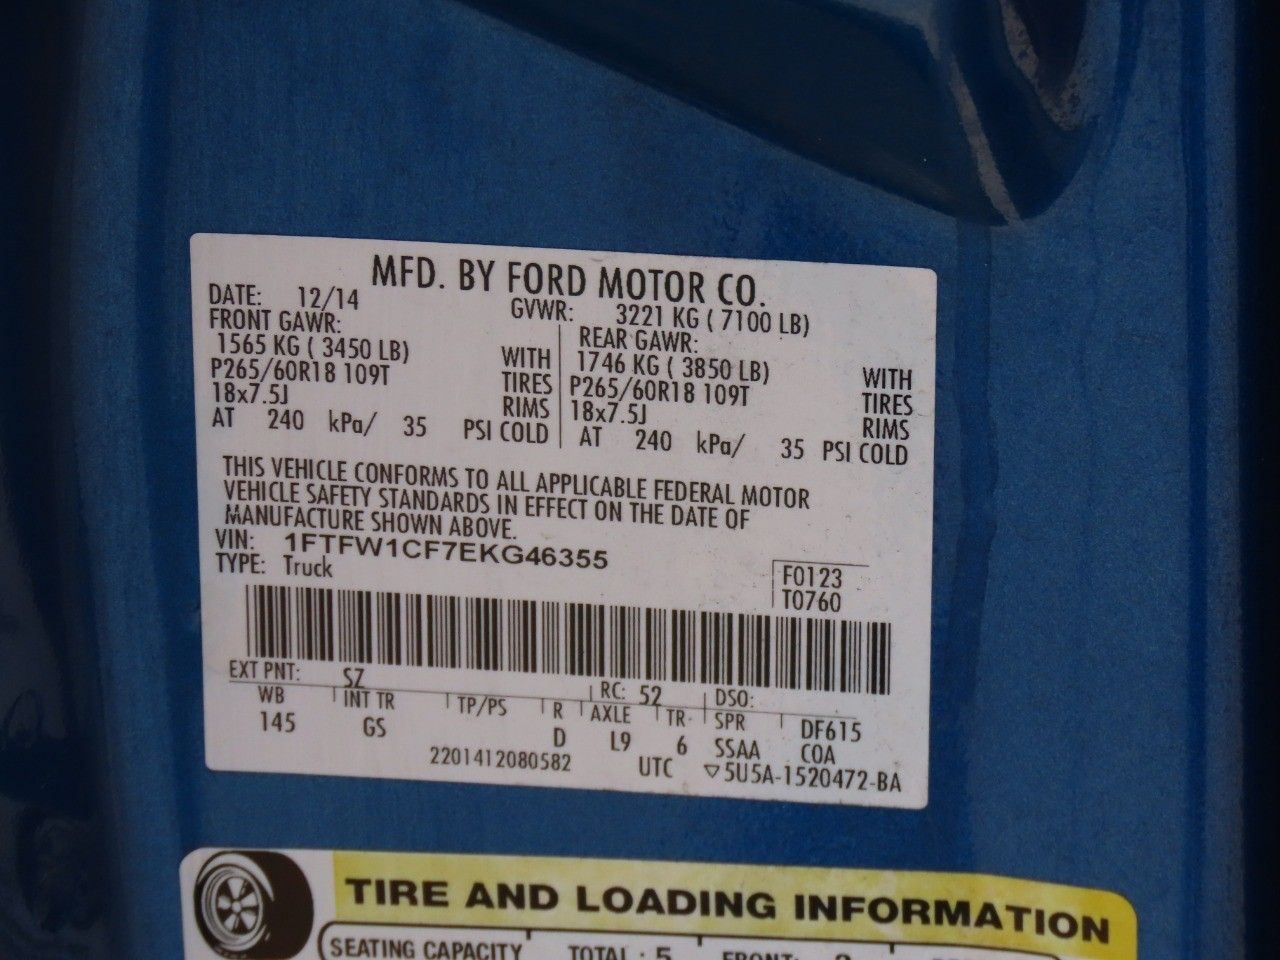 MFD. BY FORD MOTOR CO.
DATE: 12/14 GVWR: 3221 KG ( 7100 LB)
FRONT GAWR: REAR GAWR:
1565 KG ( 3450 LB) WITH 1746 KG ( 3850 LB) WITH
P265/60R18 109T TIRES P265/60R18 109T TIRES
18x7.5J RIMS 18x7.5J RIMS
AT 240 kPa/ 35 PSI COLD AT 240 kPa/ 35 PSI COLD
THIS VEHICLE CONFORMS TO ALL APPLICABLE FEDERAL MOTOR
VEHICLE SAFETY STANDARDS IN EFFECT ON THE DATE OF
MANUFACTURE SHOWN ABOVE.
VIN: 1FTFW1CF7EKG46355
TYPE: Truck
F0123
T0760
EXT PNT: SZ RC: 52 DSO:
WB INT TR TP/PS R AXLE TR SPR DF615
145 GS D L9 6 SSAA COA
2201412080582 UTC ▽5U5A-1520472-BA
TIRE AND LOADING INFORMATION
SEATING CAPACITY TOTAL : 5 FRONT: